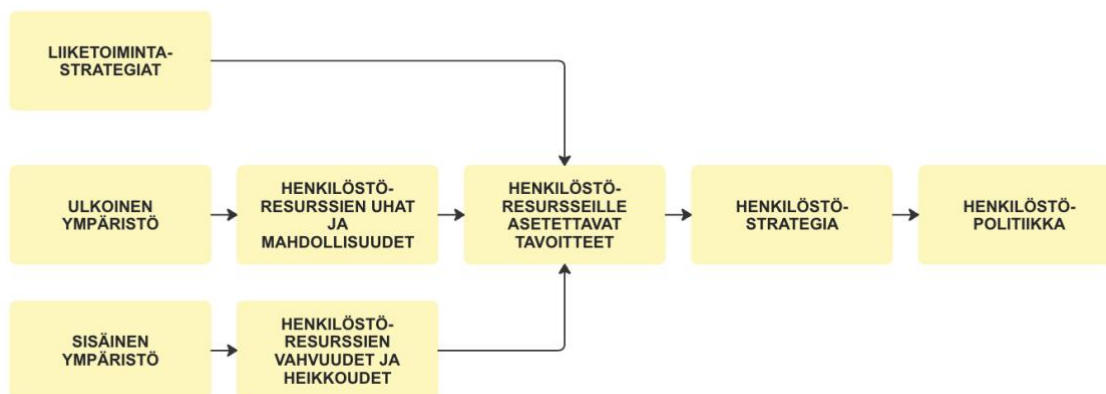 LIIKETOIMINTA-
STRATEGIAT
ULKOINEN
YMPÄRISTÖ
HENKILÖSTÖ-
RESURSSIEN UHAT
JA
MAHDOLLISUUDET
HENKILÖSTÖ-
RESURSSEILLE
ASETETTAVAT
TAVOITTEET
HENKILÖSTÖ-
STRATEGIA
HENKILÖSTÖ-
POLITIIKKA
SISÄINEN
YMPÄRISTÖ
HENKILÖSTÖ-
RESURSSIEN
VAHVUUDET JA
HEIKKOUDET